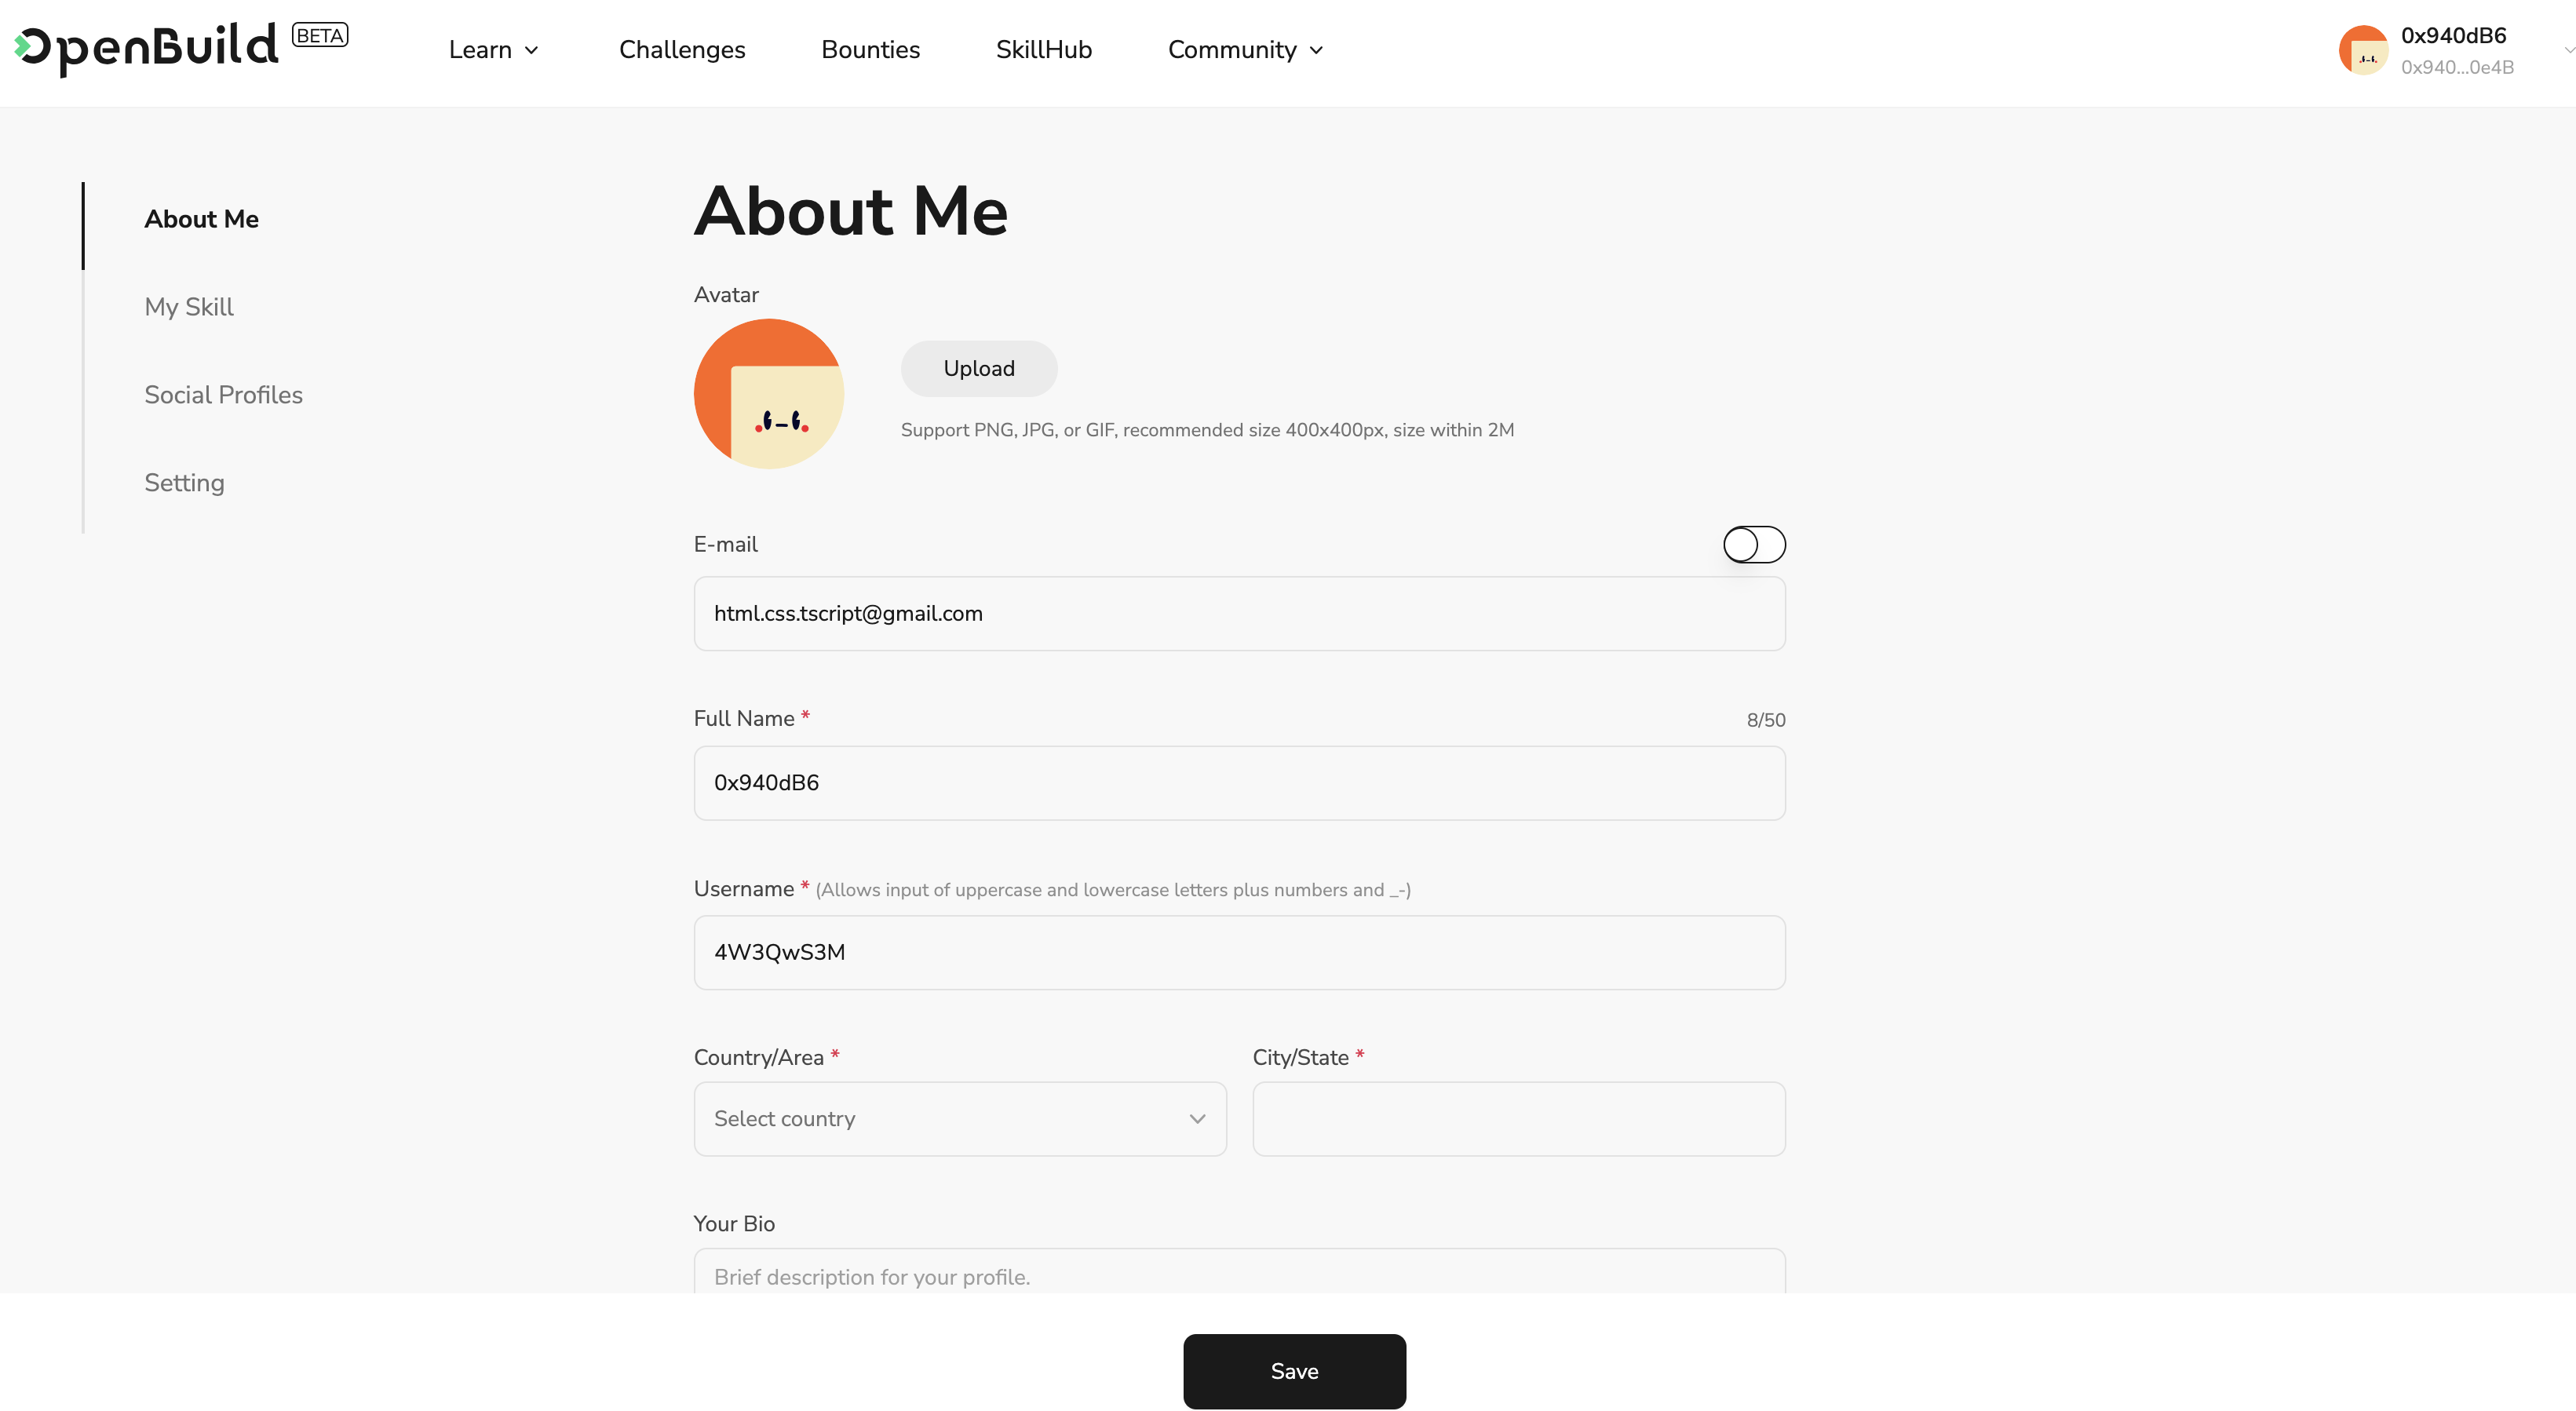 OpenBuild BETA
Learn
Challenges
Bounties
SkillHub
Community
0x940dB6
0x940...0e4B
About Me
My Skill
Social Profiles
Setting
About Me
Avatar
Upload
Support PNG, JPG, or GIF, recommended size 400x400px, size within 2M
E-mail
html.css.tscript@gmail.com
Full Name *
8/50
0x940dB6
Username * (Allows input of uppercase and lowercase letters plus numbers and _-)
4W3QwS3M
Country/Area *
City/State *
Select country
Your Bio
Brief description for your profile.
Save